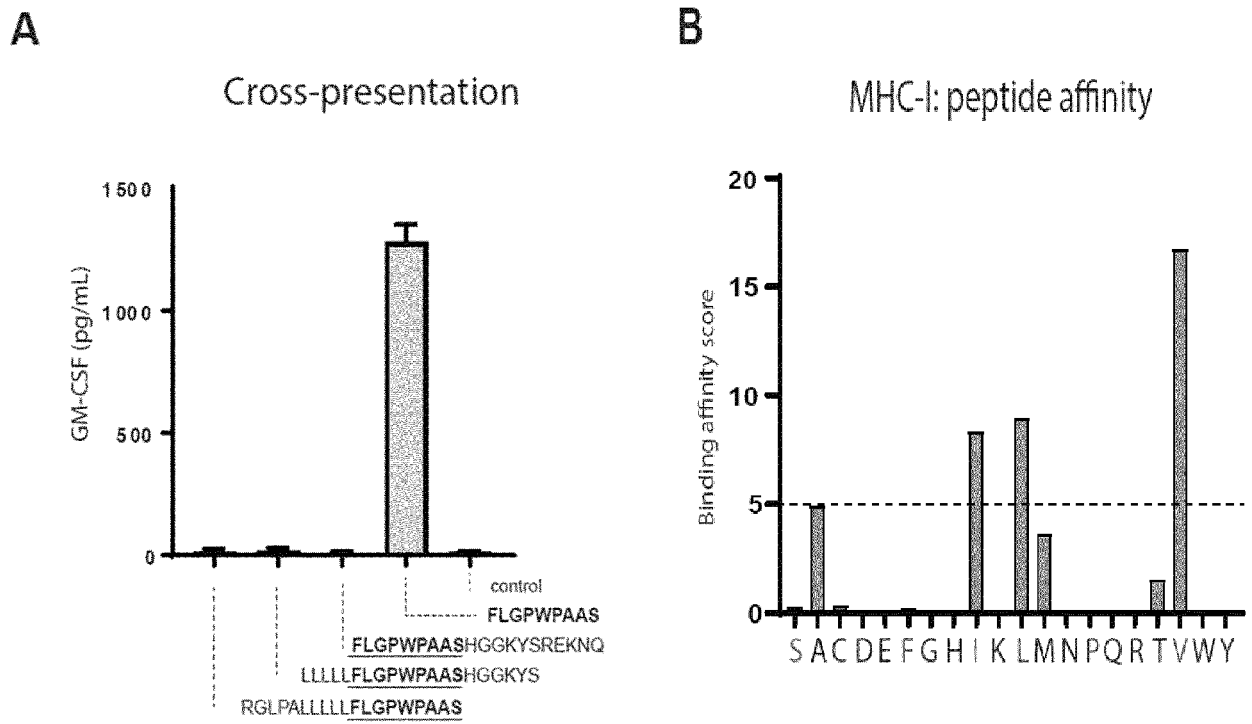 A
Cross-presentation
GM-CSF (pg/mL)
1500
1000
500
0
control
FLGPWPAAS
FLGPWPAASHGGKYSREKNQ
LLLLLFLGPWPAASHGGKYS
RGLPALLLLLFLGPWPAAS
B
MHC-I: peptide affinity
Binding affinity score
20
15
10
5
0
S A C D E F G H I K L M N P Q R T V W Y